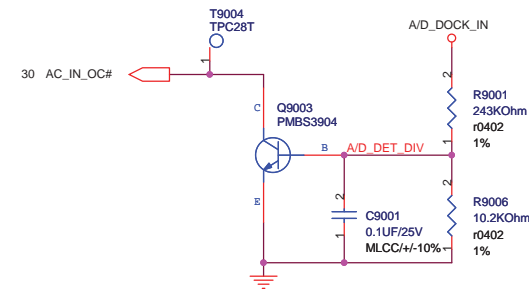 T9004
TPC28T
A/D_DOCK_IN
1
30 AC_IN_OC#
2
R9001
243KOhm
r0402
1%
1
C
Q9003
PMBS3904
B
A/D_DET_DIV
E
2
C9001
0.1UF/25V
MLCC/+/-10%
1
2
R9006
10.2KOhm
r0402
1%
1